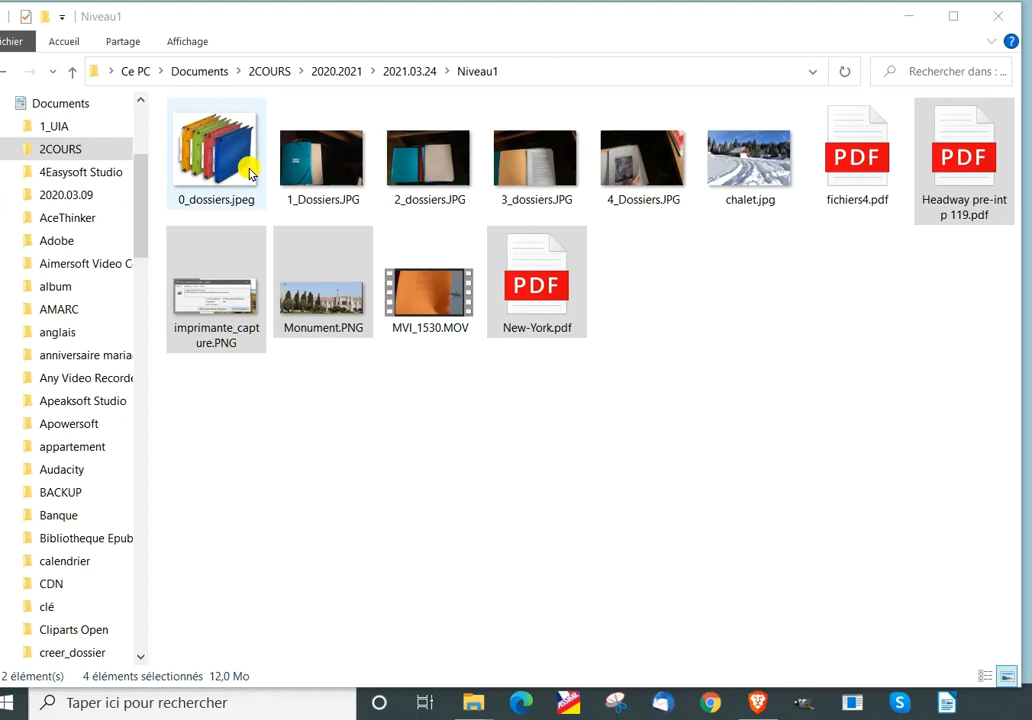 Niveau1
ichier Accueil Partage Affichage
Ce PC Documents 2COURS 2020.2021 2021.03.24 Niveau1 Rechercher dans : ...
Documents
1_UIA
2COURS
4Easysoft Studio
2020.03.09
AceThinker
Adobe
Aimersoft Video C
album
AMARC
anglais
anniversaire maria
Any Video Recorde
Apeaksoft Studio
Apowersoft
appartement
Audacity
BACKUP
Banque
Bibliotheque Epub
calendrier
CDN
clé
Cliparts Open
creer_dossier
PDF PDF
0_dossiers.jpeg 1_Dossiers.JPG 2_dossiers.JPG 3_dossiers.JPG 4_Dossiers.JPG chalet.jpg fichiers4.pdf Headway pre-int
p 119.pdf
PDF
imprimante_capt Monument.PNG MVI_1530.MOV New-York.pdf
ure.PNG
2 élément(s) 4 éléments sélectionnés 12,0 Mo
Taper ici pour rechercher